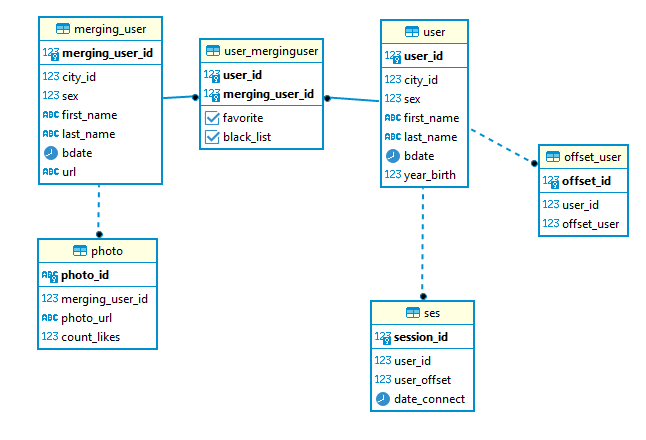 merging_user
123 merging_user_id
123 city_id
123 sex
ABC first_name
ABC last_name
bdate
ABC url
user_merginguser
123 user_id
123 merging_user_id
favorite
black_list
user
123 user_id
123 city_id
123 sex
ABC first_name
ABC last_name
bdate
123 year_birth
offset_user
123 offset_id
123 user_id
123 offset_user
photo
ABC photo_id
123 merging_user_id
ABC photo_url
123 count_likes
ses
123 session_id
123 user_id
123 user_offset
date_connect